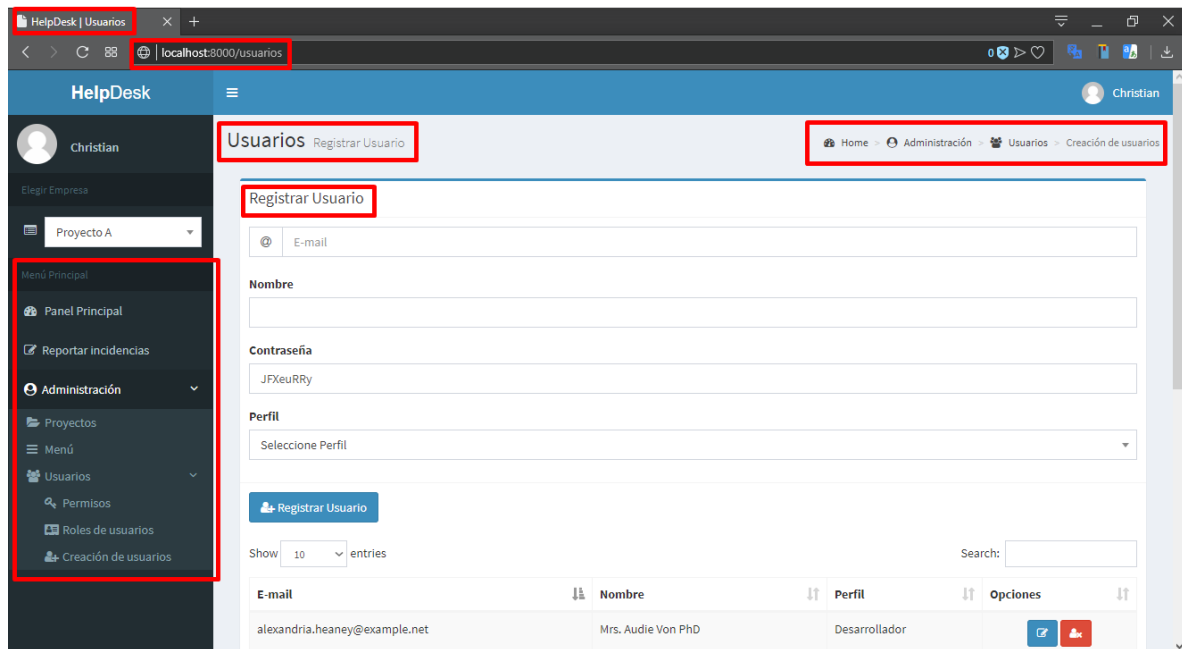 HelpDesk | Usuarios
localhost:8000/usuarios
0
HelpDesk
Christian
Christian
Usuarios Registrar Usuario
Home > Administración > Usuarios > Creación de usuarios
Elegir Empresa
Proyecto A
Menú Principal
Panel Principal
Reportar incidencias
Administración
Proyectos
Menú
Usuarios
Permisos
Roles de usuarios
Creación de usuarios
Registrar Usuario
@ E-mail
Nombre
Contraseña
JFXeuRRy
Perfil
Seleccione Perfil
Registrar Usuario
Show 10 entries
Search:
E-mail Nombre Perfil Opciones
alexandria.heaney@example.net Mrs. Audie Von PhD Desarrollador